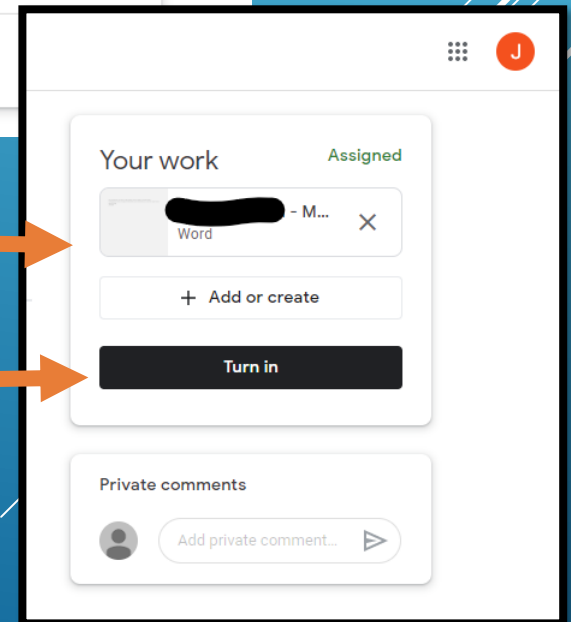 J
Your work
Assigned
- M...
Word
+ Add or create
Turn in
Private comments
Add private comment...